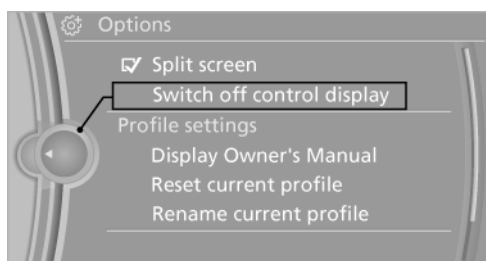 Options
Split screen
Switch off control display
Profile settings
Display Owner's Manual
Reset current profile
Rename current profile